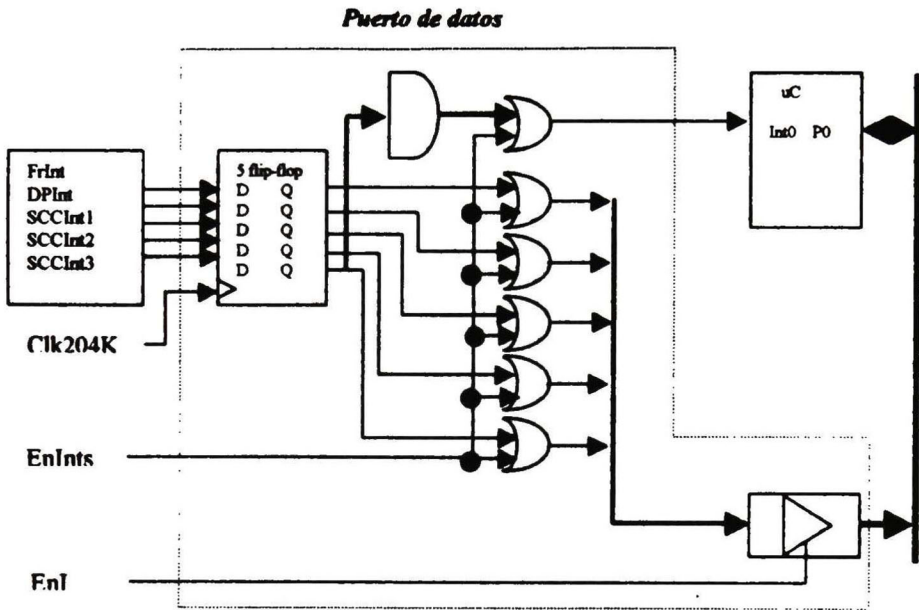 Puerto de datos
uC
Int0 P0
FrInt
DPInt
SCCInt1
SCCInt2
SCCInt3
5 flip-flop
D Q
D Q
D Q
D Q
D Q
Clk204K
EnInts
EnI